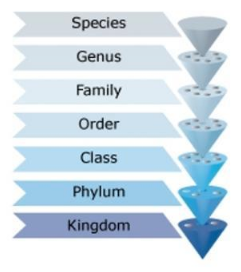 Species
Genus
Family
Order
Class
Phylum
Kingdom